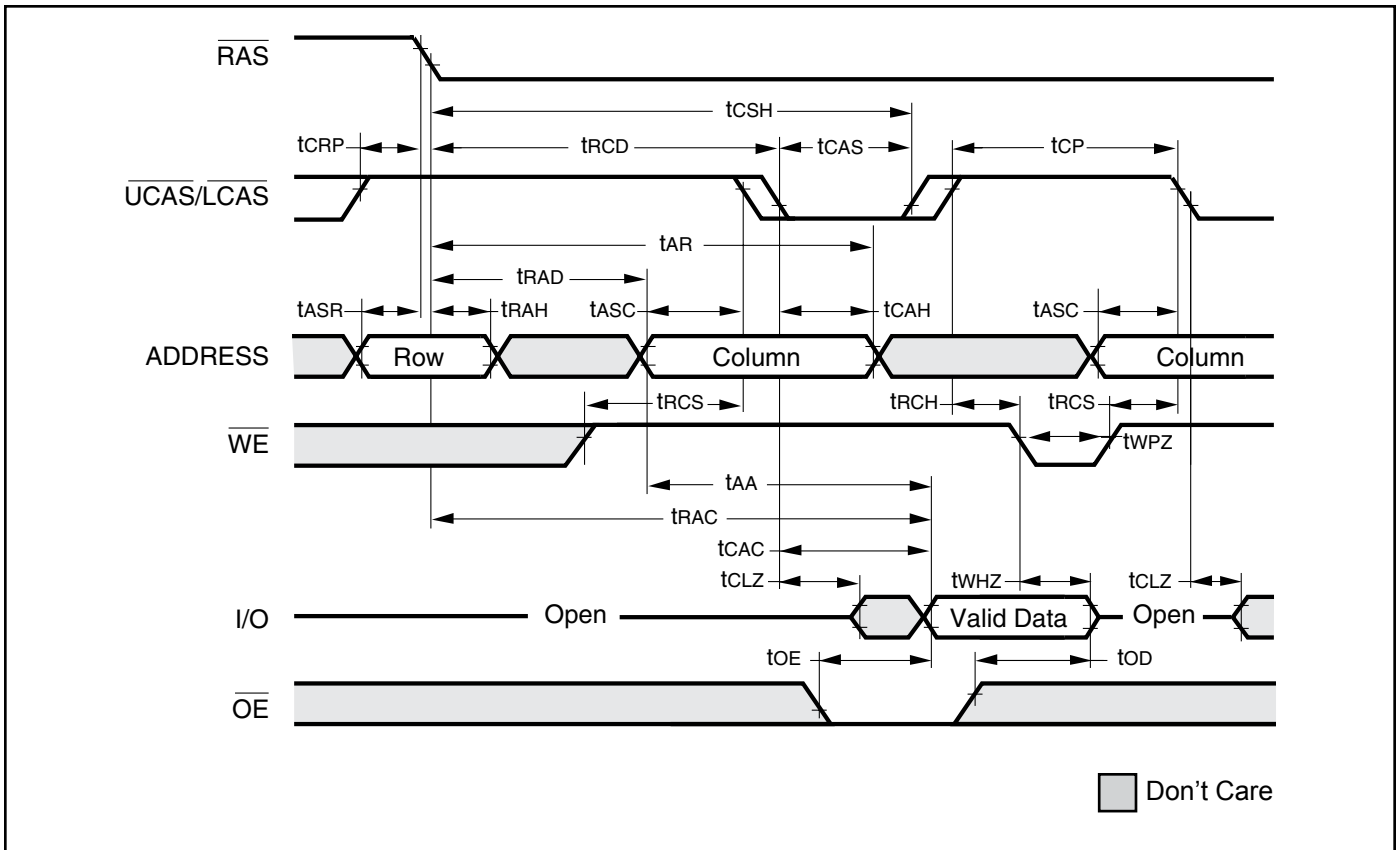 RAS
tCSH
tCRP
tRCD
tCAS
tCP
UCAS/LCAS
tAR
tRAD
tASR
tRAH
tASC
tCAH
tASC
ADDRESS
Row
Column
Column
tRCS
tRCH
tRCS
WE
tWPZ
tAA
tRAC
tCAC
tCLZ
tWHZ
tCLZ
I/O
Open
Valid Data
Open
tOE
tOD
OE
Don't Care